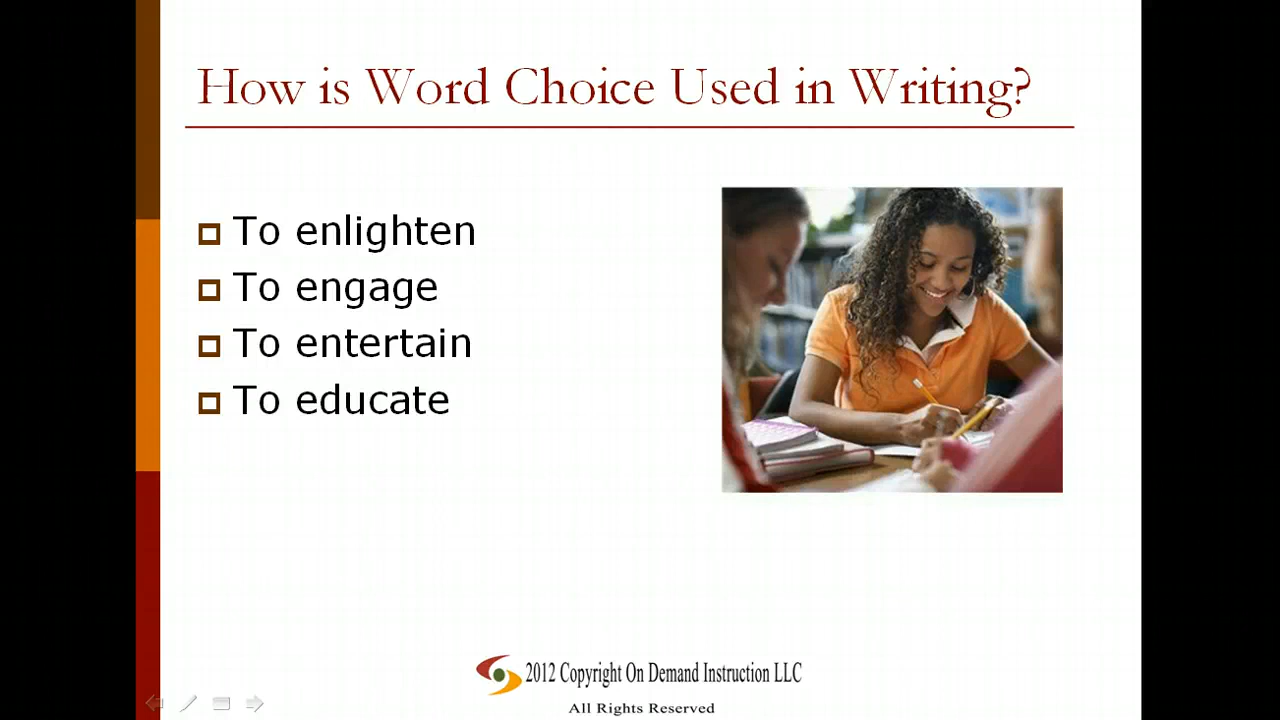 How is Word Choice Used in Writing?
To enlighten
To engage
To entertain
To educate
2012 Copyright On Demand Instruction LLC
All Rights Reserved